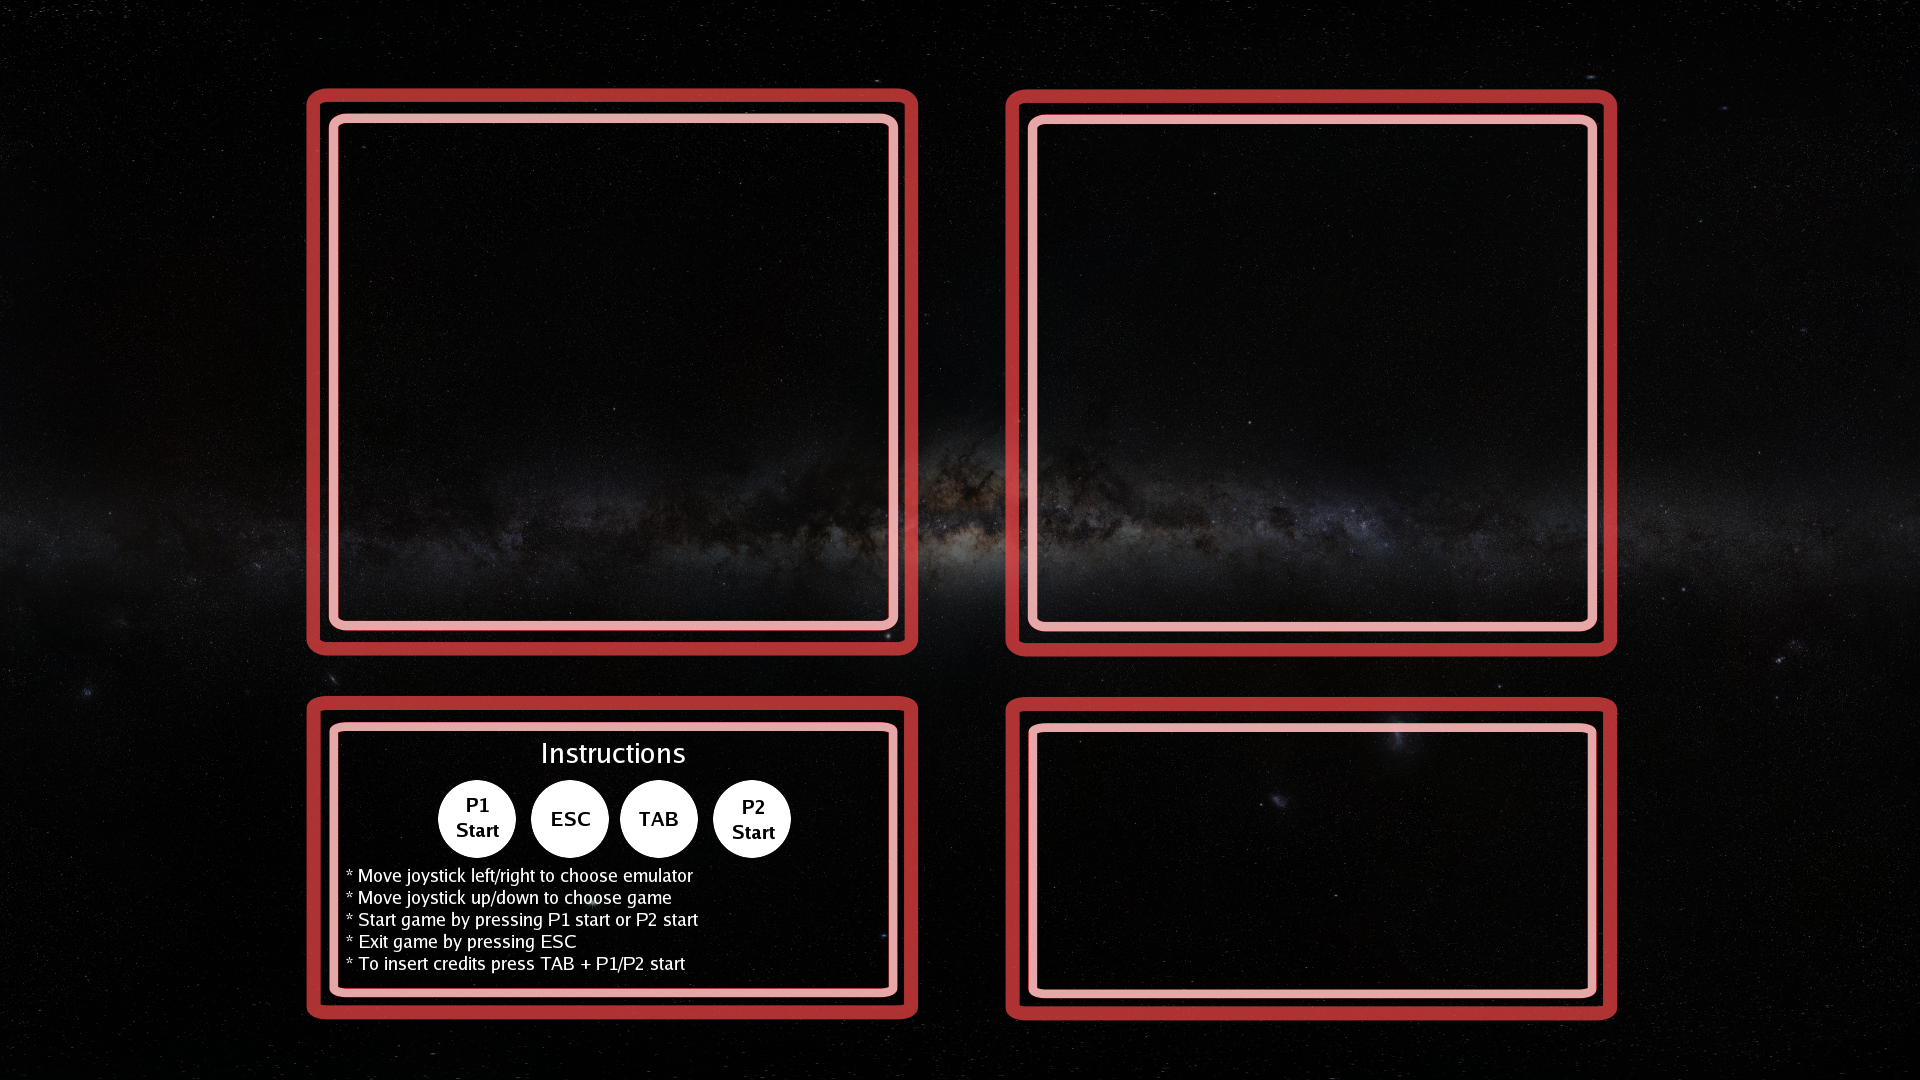 Instructions
P1
Start
ESC
TAB
P2
Start
* Move joystick left/right to choose emulator
* Move joystick up/down to choose game
* Start game by pressing P1 start or P2 start
* Exit game by pressing ESC
* To insert credits press TAB + P1/P2 start